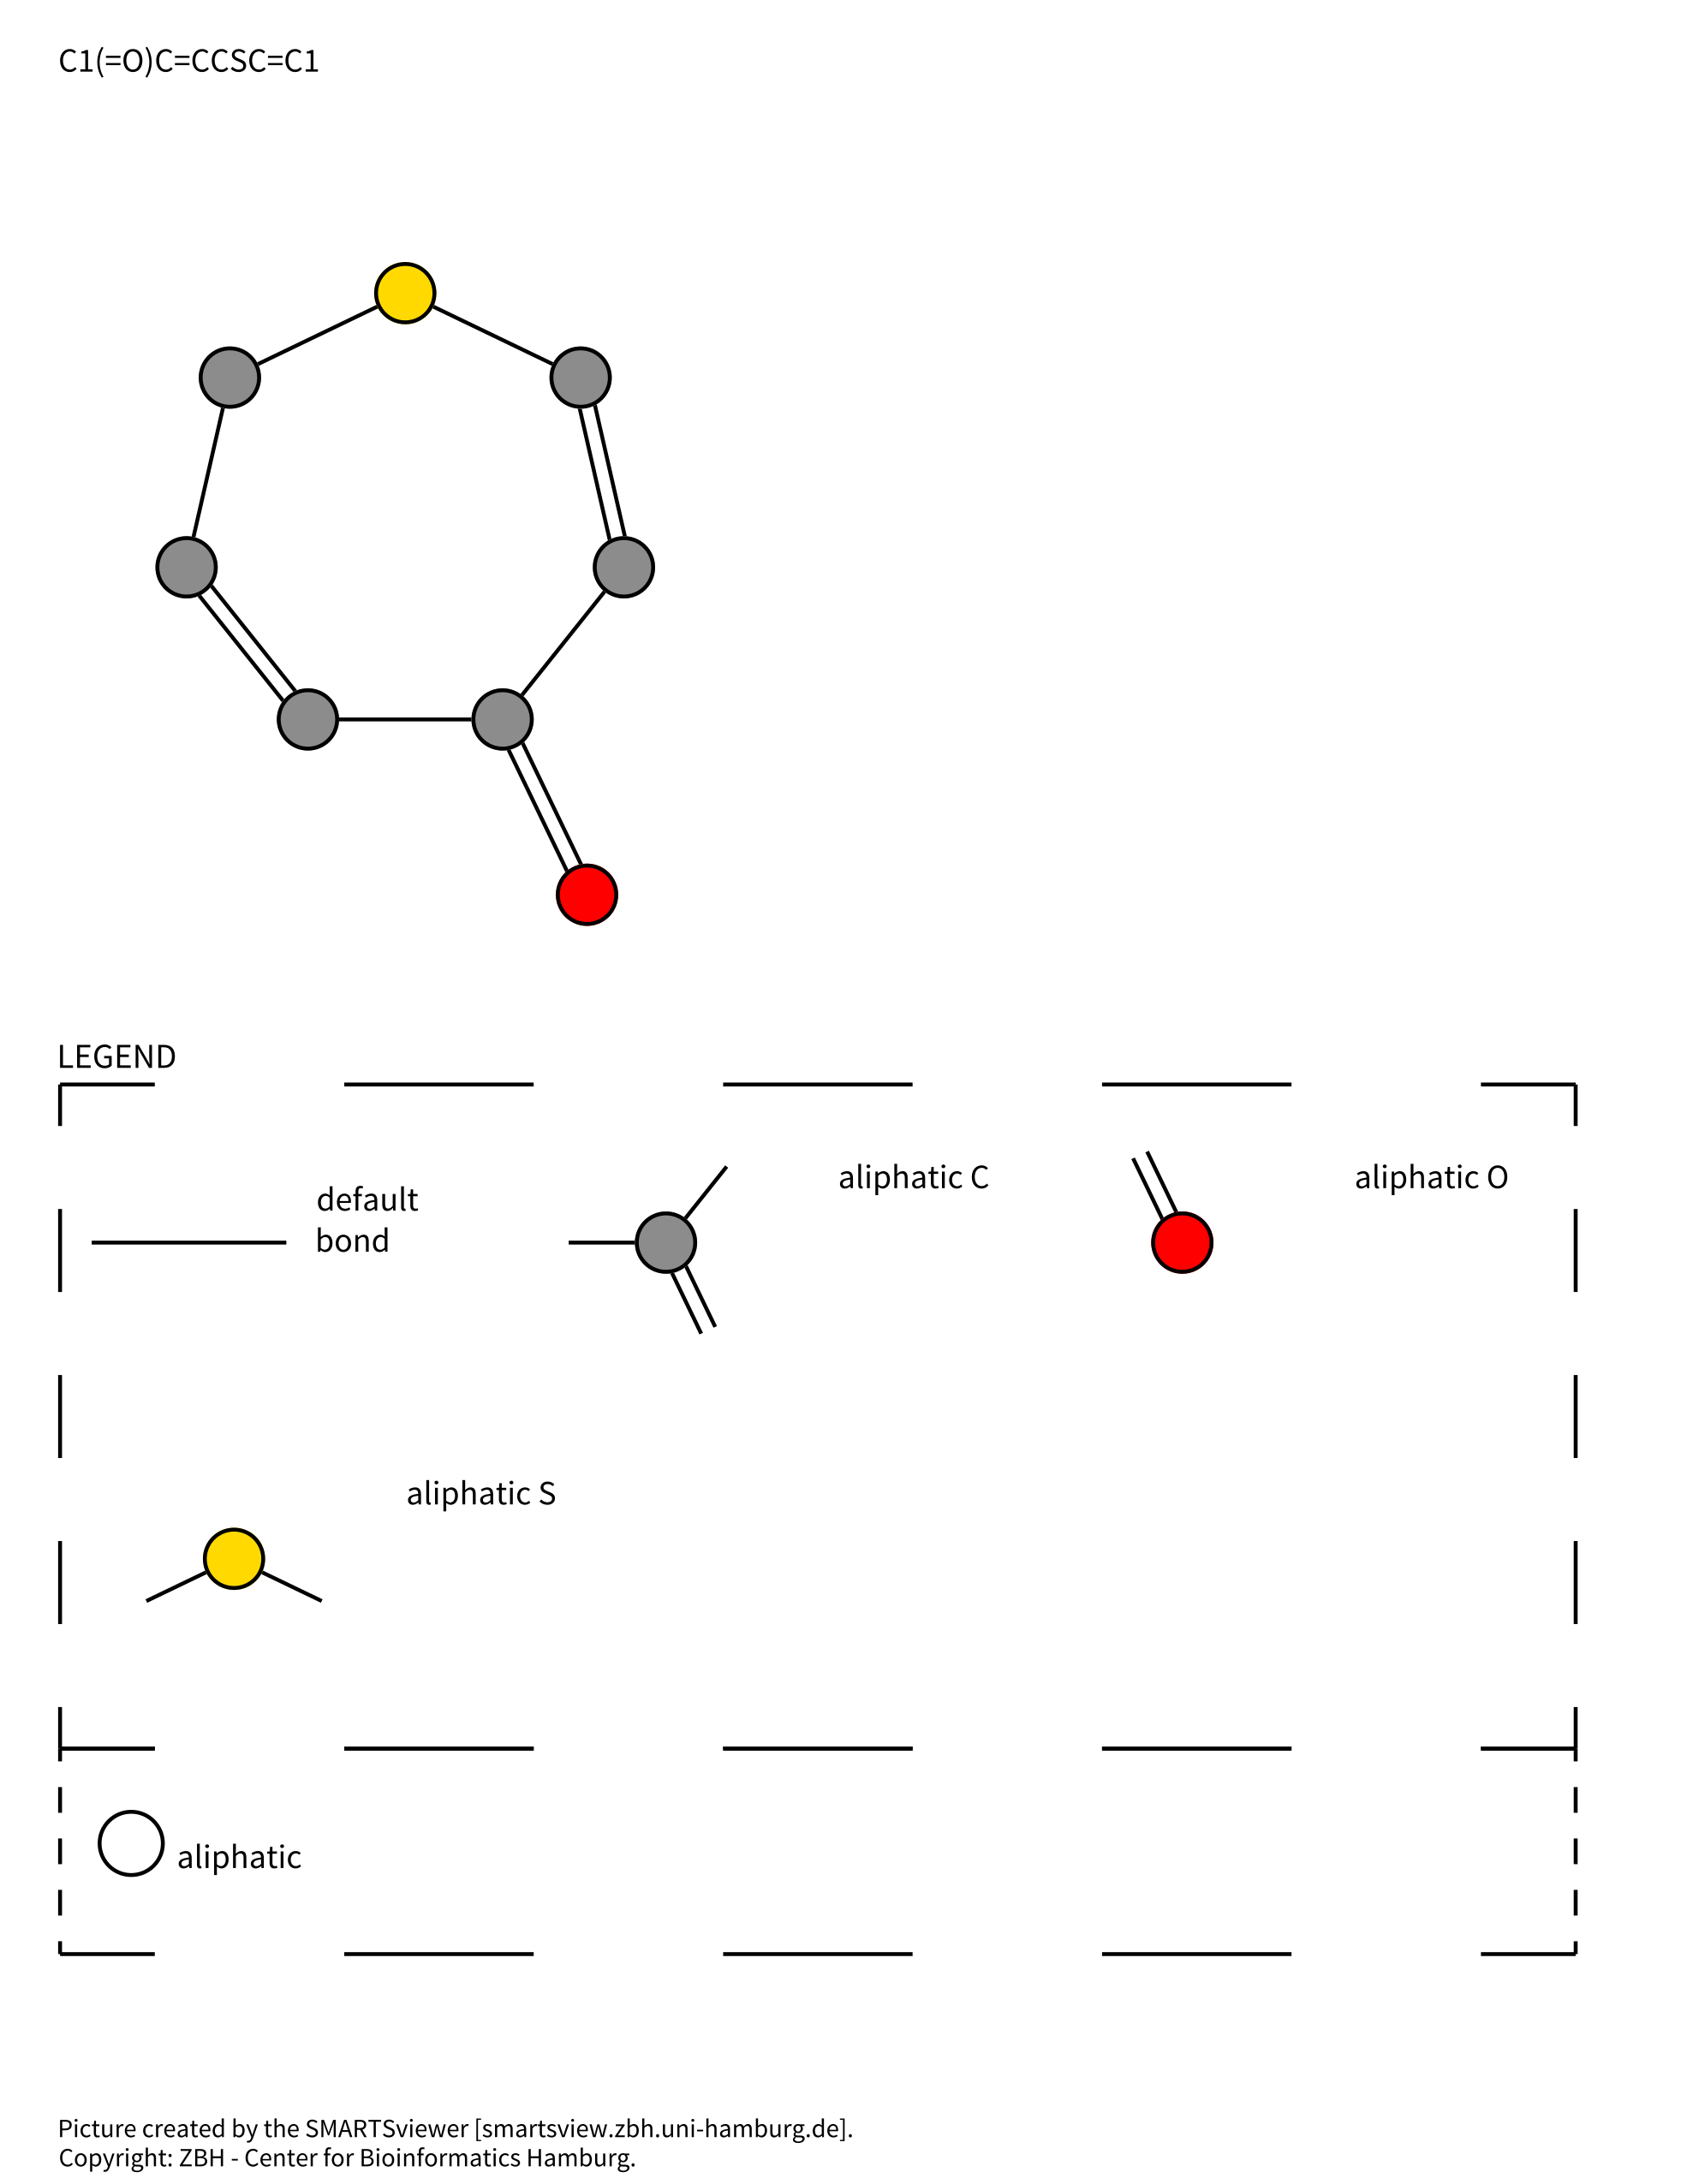 C1(=O)C=CCSC=C1
LEGEND
default
bond
aliphatic C
aliphatic O
aliphatic S
aliphatic
Picture created by the SMARTSviewer [smartsview.zbh.uni-hamburg.de].
Copyright: ZBH - Center for Bioinformatics Hamburg.